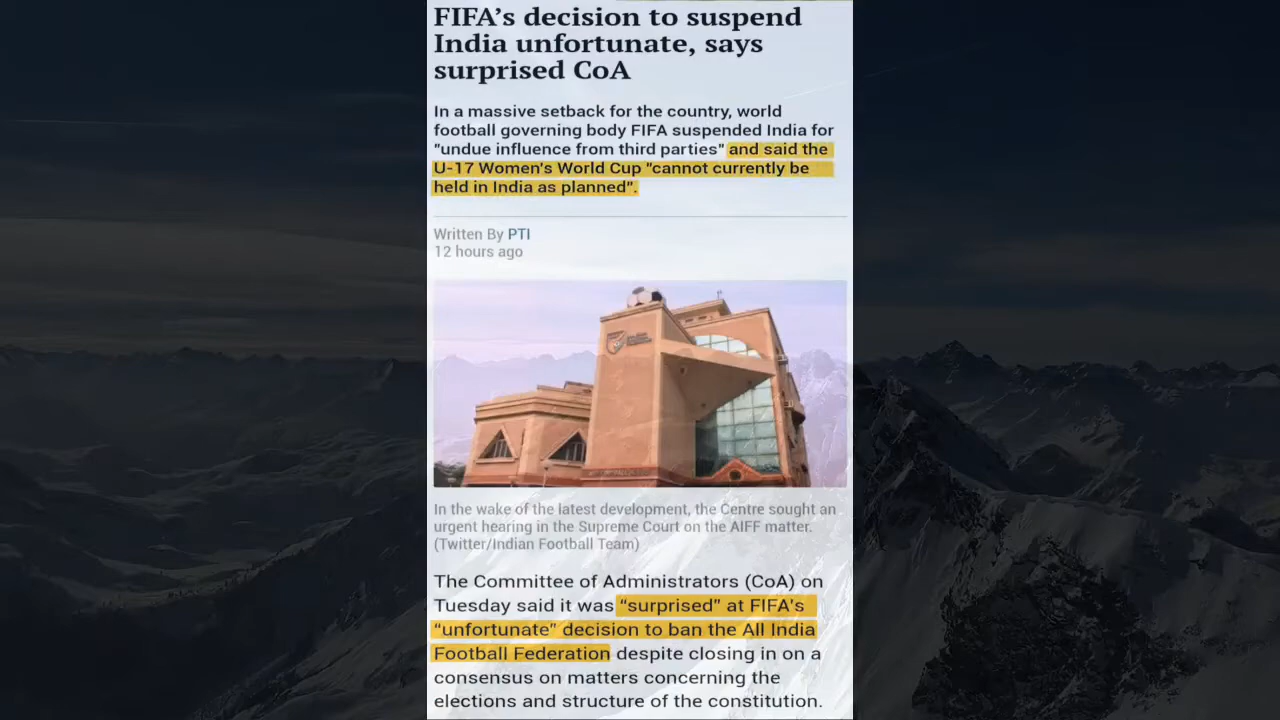 FIFA’s decision to suspend
India unfortunate, says
surprised CoA
In a massive setback for the country, world
football governing body FIFA suspended India for
"undue influence from third parties" and said the
U-17 Women's World Cup "cannot currently be
held in India as planned".
Written By PTI
12 hours ago
In the wake of the latest development, the Centre sought an
urgent hearing in the Supreme Court on the AIFF matter.
(Twitter/Indian Football Team)
The Committee of Administrators (CoA) on
Tuesday said it was “surprised” at FIFA's
“unfortunate” decision to ban the All India
Football Federation despite closing in on a
consensus on matters concerning the
elections and structure of the constitution.